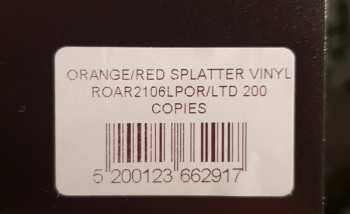 ORANGE/RED SPLATTER VINYL
ROAR2106LPOR/LTD 200
COPIES
5 200123 662917